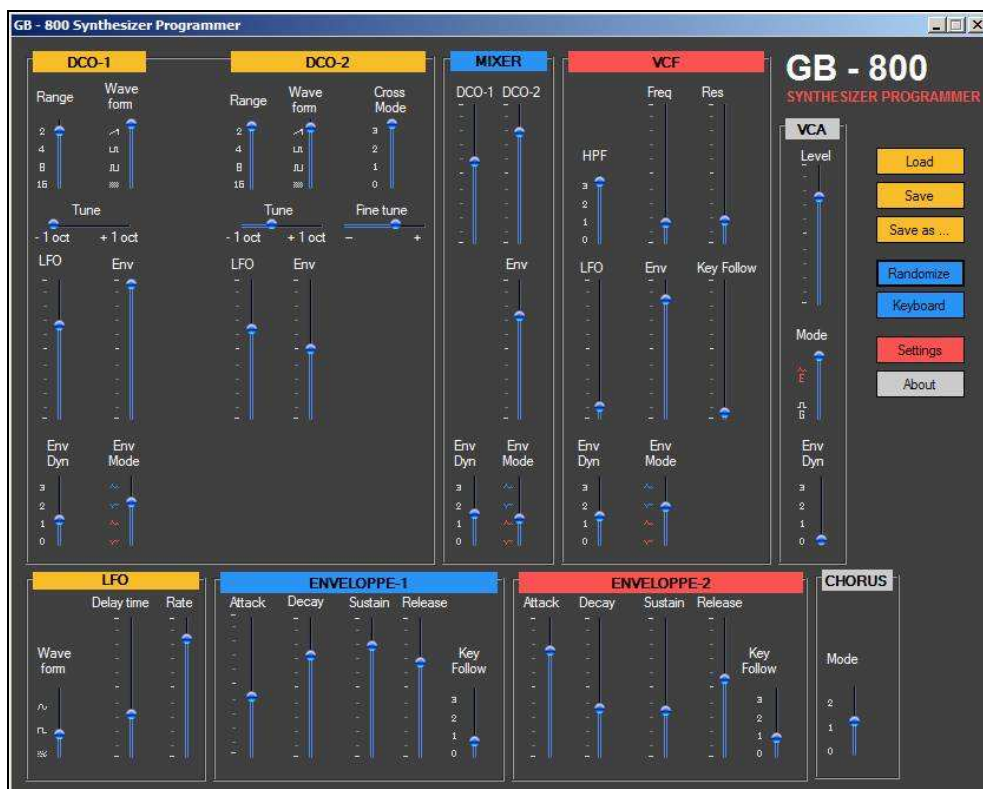 GB - 800 Synthesizer Programmer
DCO-1
Range
Wave form
2
4
8
16
Tune
- 1 oct
+ 1 oct
LFO
Env
Env Dyn
3
2
1
0
Env Mode
DCO-2
Range
Wave form
Cross Mode
2
4
8
16
3
2
1
0
Tune
- 1 oct
+ 1 oct
Fine tune
-
+
LFO
Env
MIXER
DCO-1
DCO-2
Env
Env Dyn
3
2
1
0
Env Mode
VCF
Freq
Res
HPF
3
2
1
0
LFO
Env
Key Follow
Env Dyn
3
2
1
0
Env Mode
GB - 800
SYNTHESIZER PROGRAMMER
VCA
Level
Mode
E
G
Env Dyn
3
2
1
0
Load
Save
Save as ...
Randomize
Keyboard
Settings
About
LFO
Delay time
Rate
Wave form
ENVELOPPE-1
Attack
Decay
Sustain
Release
Key Follow
3
2
1
0
ENVELOPPE-2
Attack
Decay
Sustain
Release
Key Follow
3
2
1
0
CHORUS
Mode
2
1
0